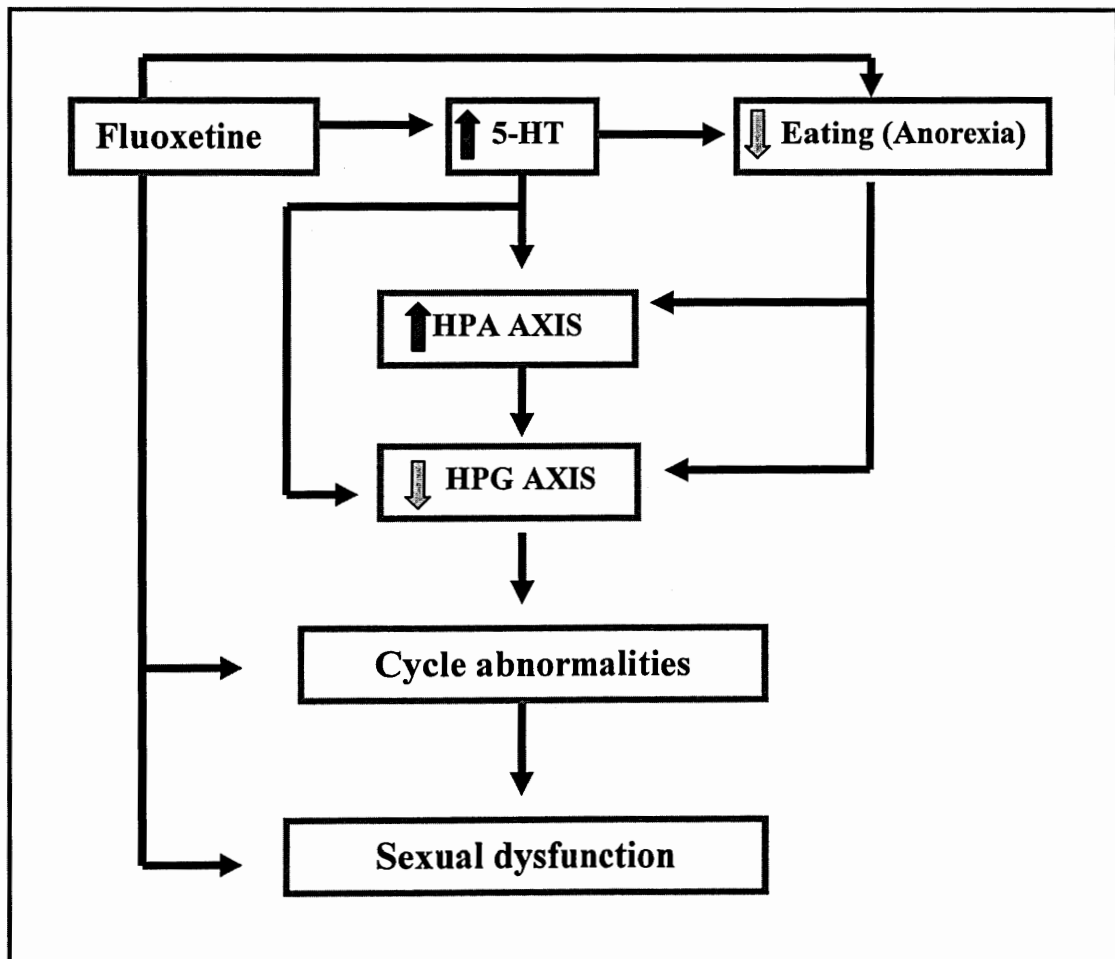 Fluoxetine
5-HT
Eating (Anorexia)
HPA AXIS
HPG AXIS
Cycle abnormalities
Sexual dysfunction